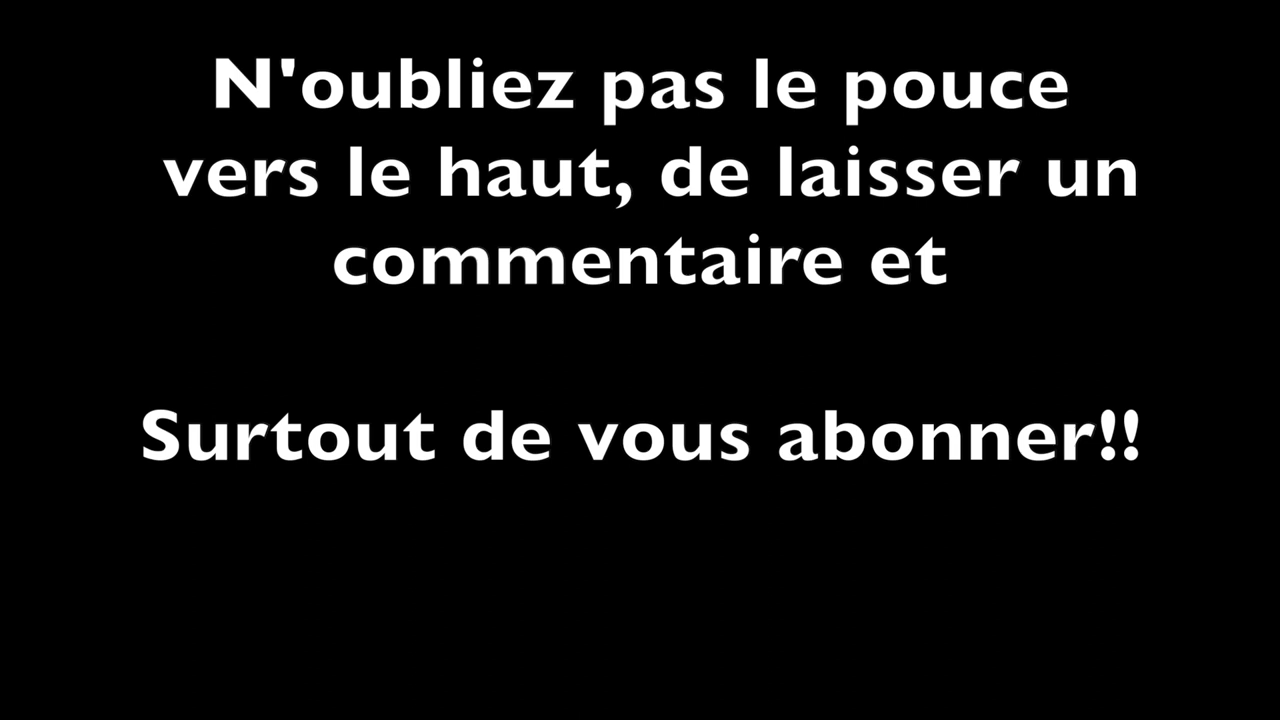 N'oubliez pas le pouce
vers le haut, de laisser un
commentaire et
Surtout de vous abonner!!